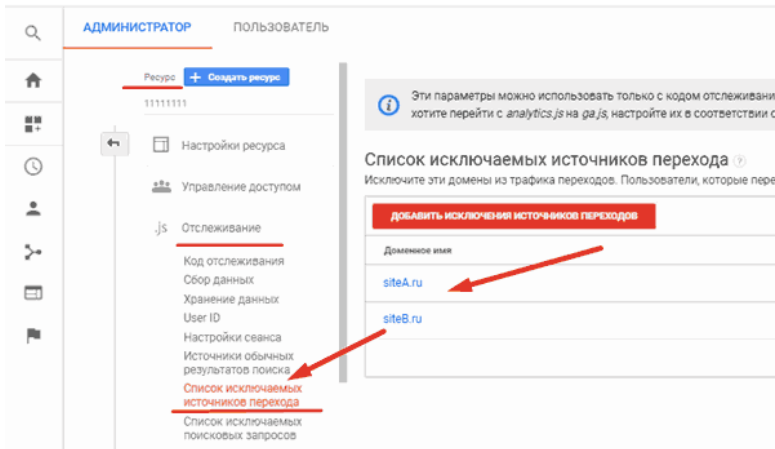 АДМИНИСТРАТОР ПОЛЬЗОВАТЕЛЬ
Ресурс + Создать ресурс
11111111
Настройки ресурса
Управление доступом
.js Отслеживание
Код отслеживания
Сбор данных
Хранение данных
User ID
Настройки сеанса
Источники обычных
результатов поиска
Список исключаемых
источников перехода
Список исключаемых
поисковых запросов
Эти параметры можно использовать только с кодом отслеживани
хотите перейти с analytics.js на ga.js, настройте их в соответствии с
Список исключаемых источников перехода ?
Исключите эти домены из трафика переходов. Пользователи, которые пере
ДОБАВИТЬ ИСКЛЮЧЕНИЯ ИСТОЧНИКОВ ПЕРЕХОДОВ
Доменное имя
siteA.ru
siteB.ru